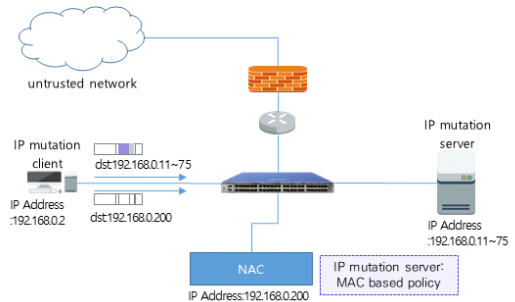 untrusted network
IP mutation
client
dst:192.168.0.11~75
IP Address
:192.168.0.2
dst:192.168.0.200
IP mutation
server
IP Address
:192.168.0.11~75
NAC
IP Address:192.168.0.200
IP mutation server:
MAC based policy